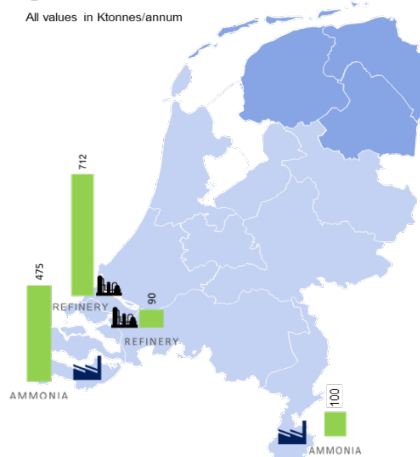 All values in Ktonnes/annum
712
475
REFINERY
90
REFINERY
AMMONIA
100
AMMONIA